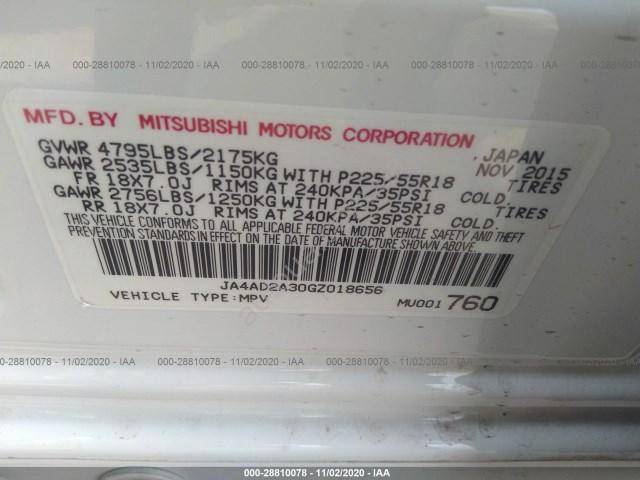 000-28810078 - 11/02/2020 - IAA
MFD. BY MITSUBISHI MOTORS CORPORATION , JAPAN
GVWR 4795LBS/2175KG NOV 2015
GAWR 2535LBS/1150KG WITH P225/55R18 TIRES
FR 18X7.0J RIMS AT 240KPA/35PSI COLD.
GAWR 2756LBS/1250KG WITH P225/55R18 TIRES
RR 18X7.0J RIMS AT 240KPA/35PSI COLD.
THIS VEHICLE CONFORMS TO ALL APPLICABLE FEDERAL MOTOR VEHICLE SAFETY AND THEFT
PREVENTION STANDARDS IN EFFECT ON THE DATE OF MANUFACTURE SHOWN ABOVE.
JA4AD2A30GZ018656
VEHICLE TYPE:MPV MU001760
000-28810078 - 11/02/2020 - IAA
000-28810078 - 11/02/2020 - IAA